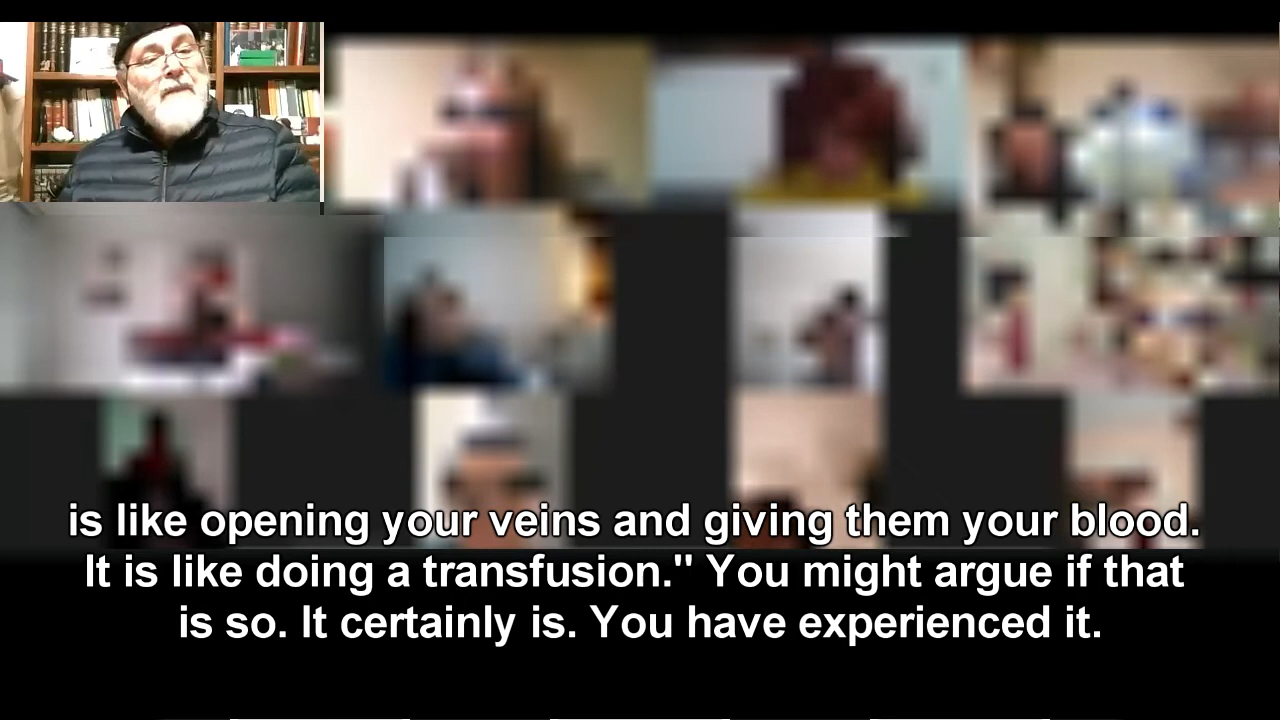 is like opening your veins and giving them your blood.
It is like doing a transfusion." You might argue if that
is so. It certainly is. You have experienced it.